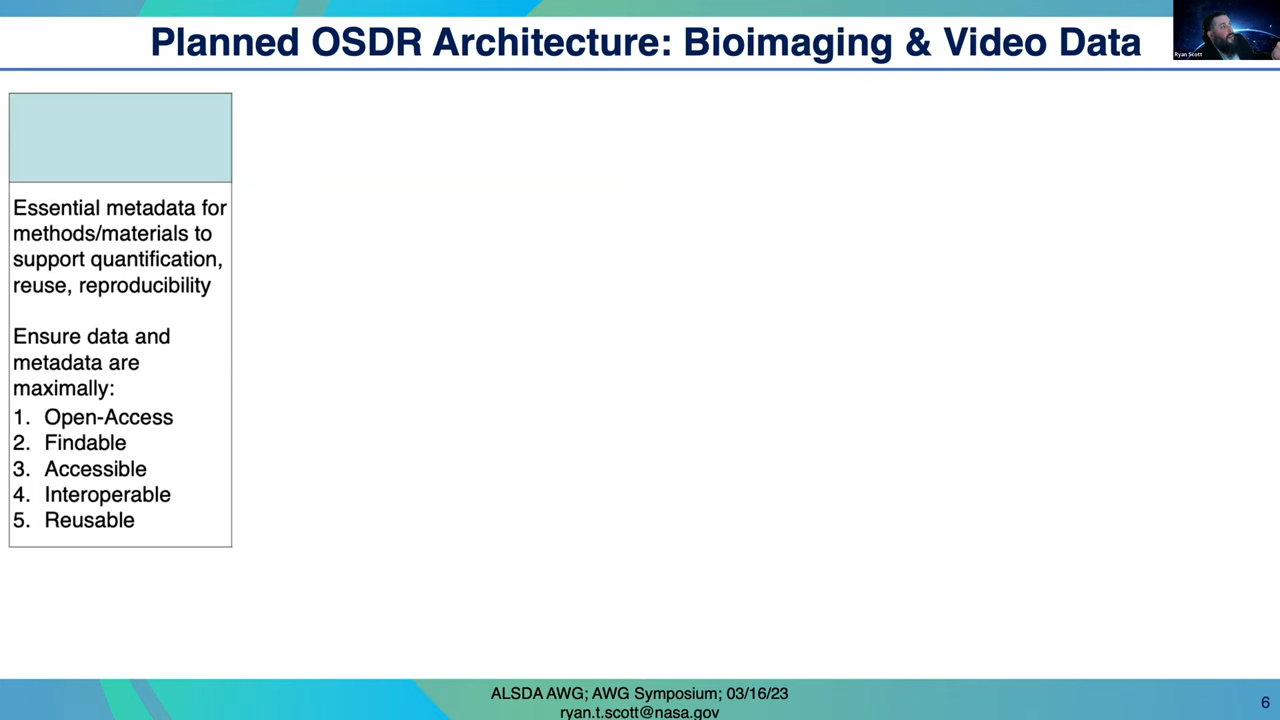 Planned OSDR Architecture: Bioimaging & Video Data
Ryan Scott
Essential metadata for
methods/materials to
support quantification,
reuse, reproducibility
Ensure data and
metadata are
maximally:
1. Open-Access
2. Findable
3. Accessible
4. Interoperable
5. Reusable
ALSDA AWG; AWG Symposium; 03/16/23
ryan.t.scott@nasa.gov
6